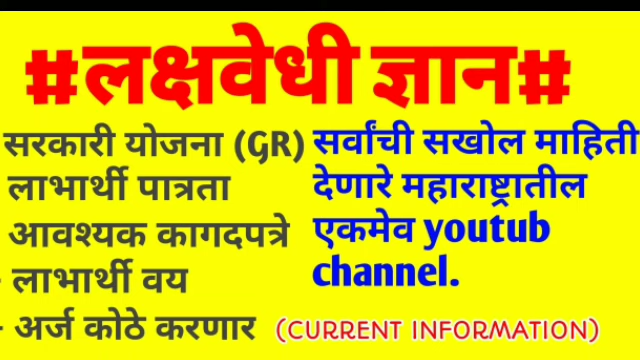 #लक्षवेधी ज्ञान#
सरकारी योजना (GR)
लाभार्थी पात्रता
आवश्यक कागदपत्रे
- लाभार्थी वय
- अर्ज कोठे करणार
सर्वांची सखोल माहिती
देणारे महाराष्ट्रातील
एकमेव youtub
channel.
(CURRENT INFORMATION)